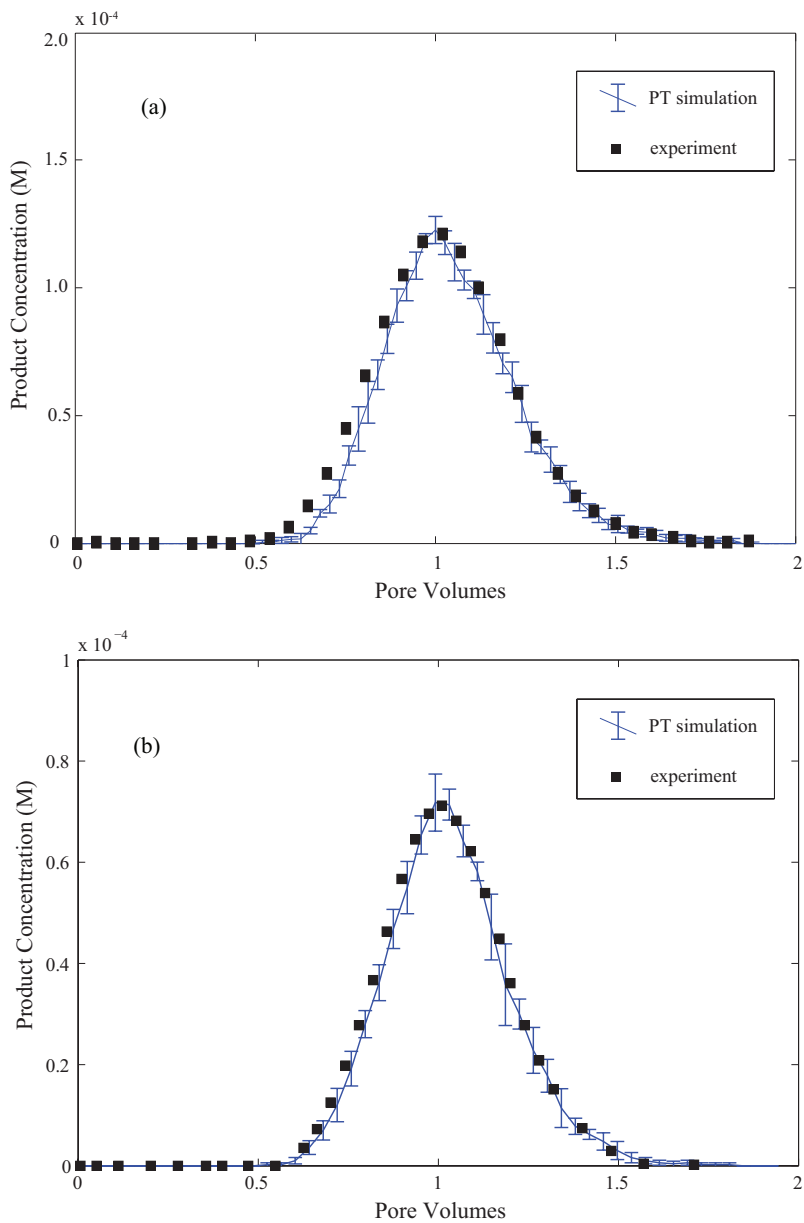 x 10-4
2.0
(a)
PT simulation
experiment
1.5
1.0
0.5
0
Product Concentration (M)
0 0.5 1 1.5 2
Pore Volumes
x 10−4
1
(b)
PT simulation
experiment
0.8
0.6
0.4
0.2
0
Product Concentration (M)
0 0.5 1 1.5 2
Pore Volumes